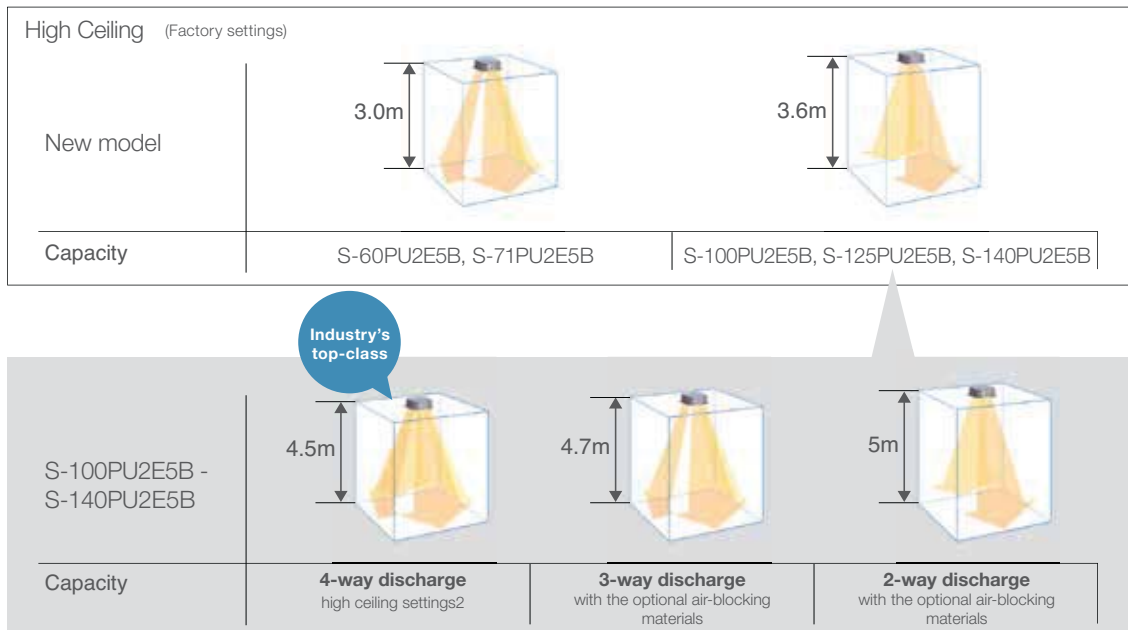 High Ceiling (Factory settings)
New model
3.0m
3.6m
Capacity
S-60PU2E5B, S-71PU2E5B
S-100PU2E5B, S-125PU2E5B, S-140PU2E5B
Industry's
top-class
S-100PU2E5B -
S-140PU2E5B
4.5m
4.7m
5m
Capacity
4-way discharge
high ceiling settings2
3-way discharge
with the optional air-blocking
materials
2-way discharge
with the optional air-blocking
materials